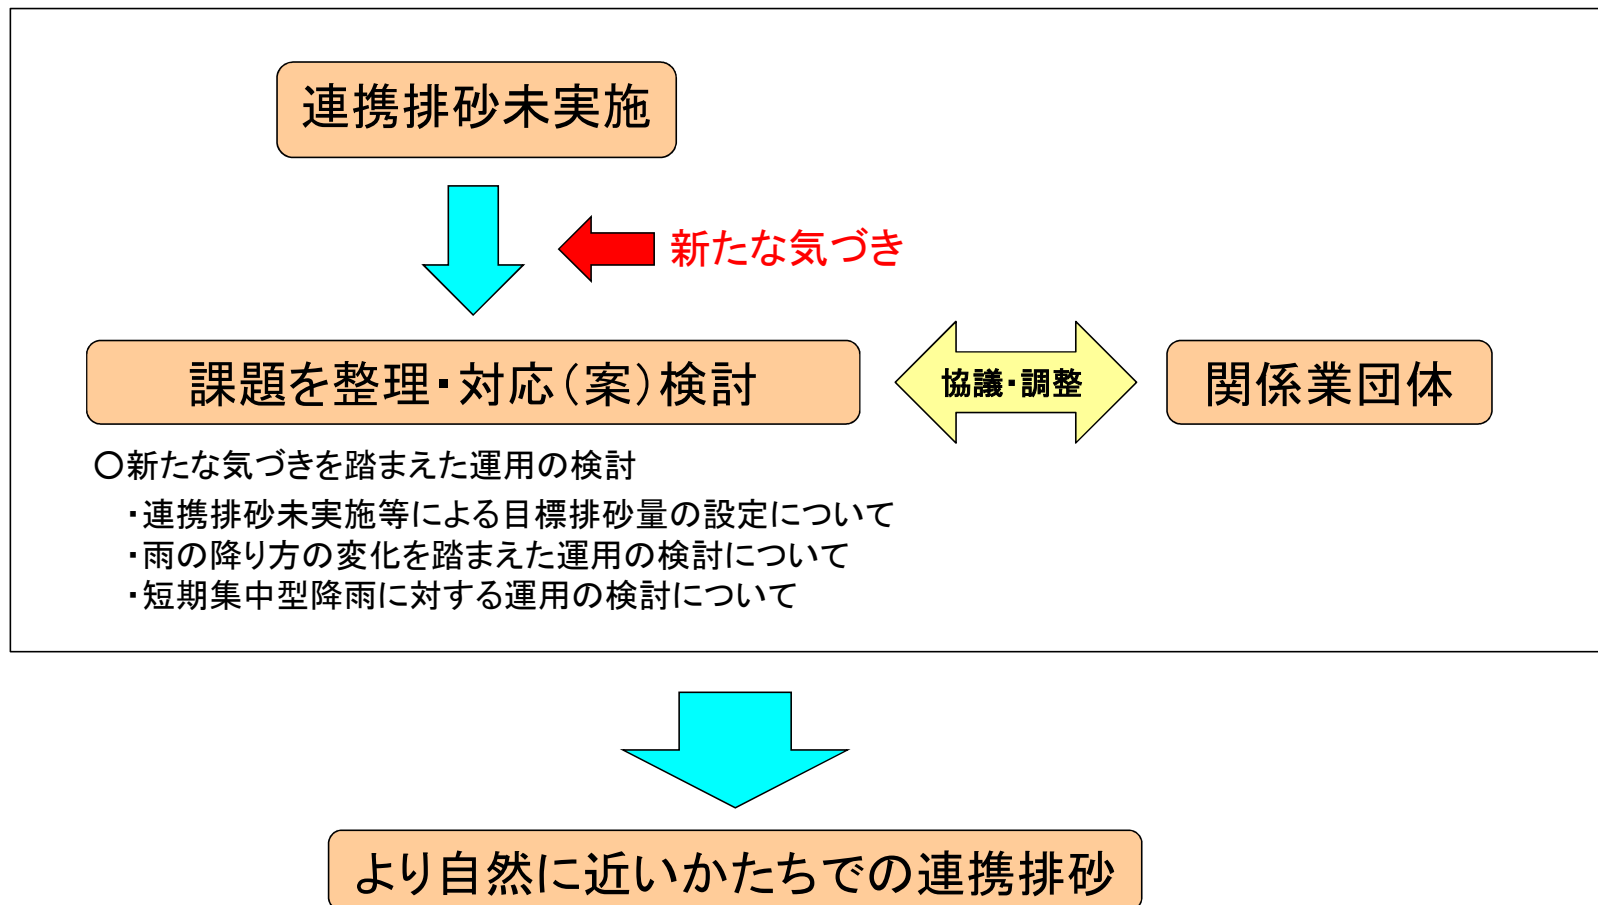 連携排砂未実施
新たな気づき
課題を整理・対応（案）検討
協議・調整
関係業団体
○新たな気づきを踏まえた運用の検討
・連携排砂未実施等による目標排砂量の設定について
・雨の降り方の変化を踏まえた運用の検討について
・短期集中型降雨に対する運用の検討について
より自然に近いかたちでの連携排砂